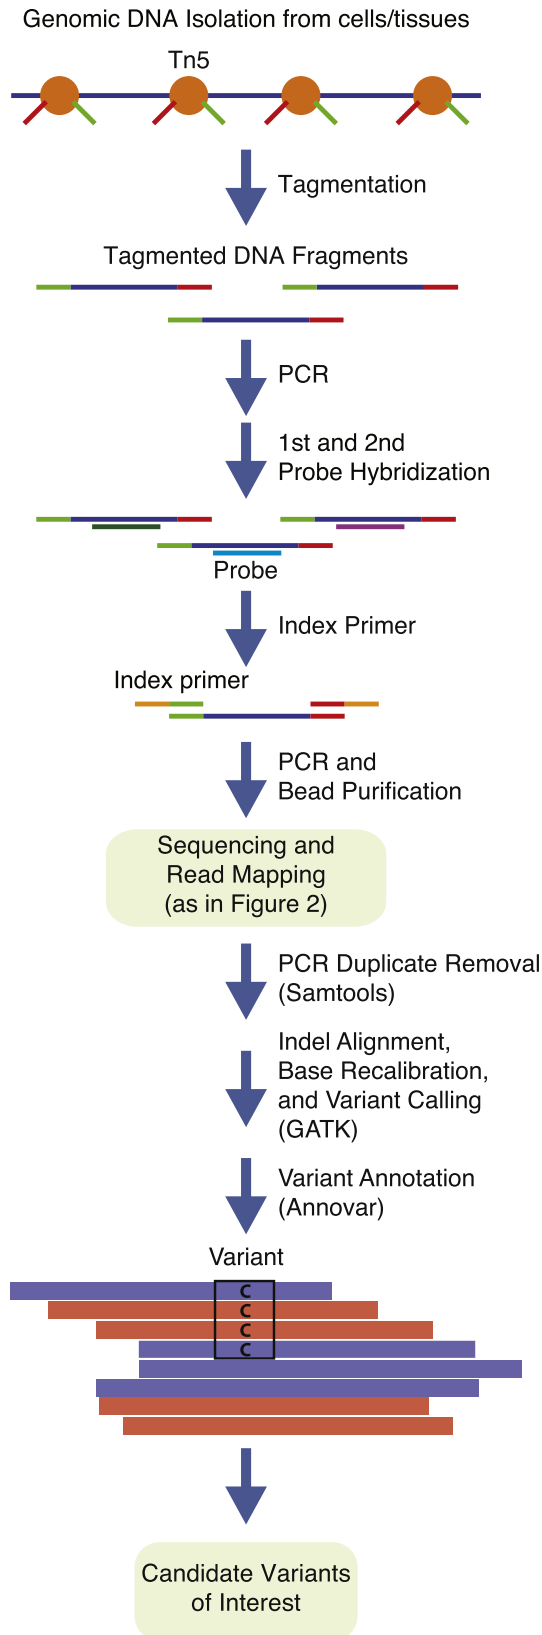 Genomic DNA Isolation from cells/tissues
Tn5
Tagmentation
Tagmented DNA Fragments
PCR
1st and 2nd
Probe Hybridization
Probe
Index Primer
Index primer
PCR and
Bead Purification
Sequencing and
Read Mapping
(as in Figure 2)
PCR Duplicate Removal
(Samtools)
Indel Alignment,
Base Recalibration,
and Variant Calling
(GATK)
Variant Annotation
(Annovar)
Variant
C
C
C
C
Candidate Variants
of Interest